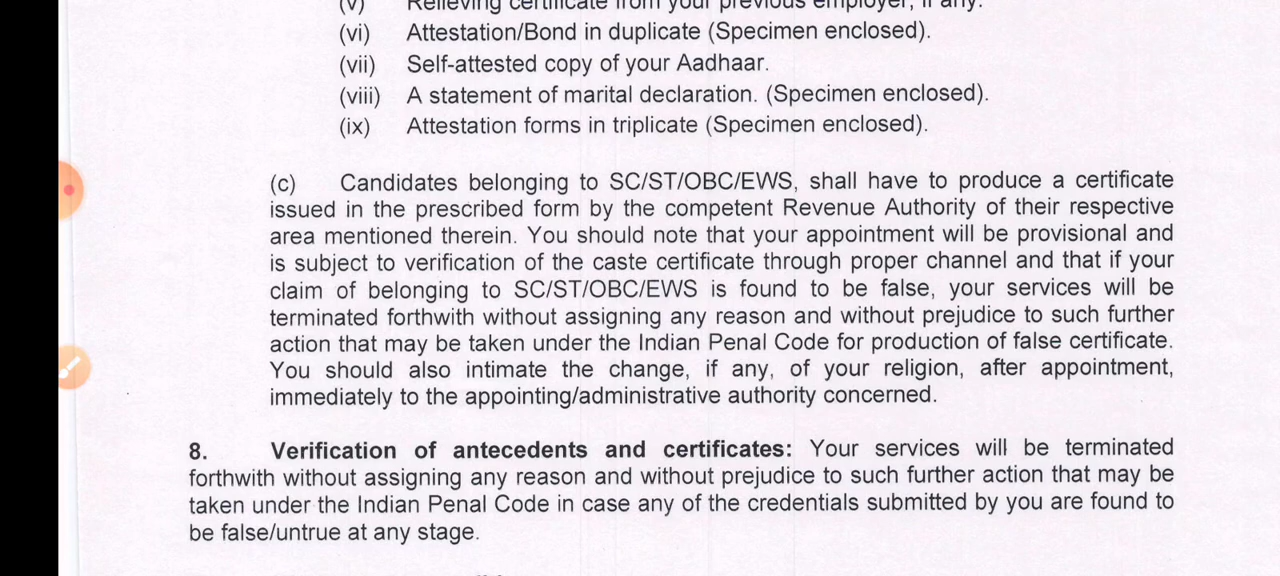 (v) Relieving certificate from your previous employer, if any.
(vi) Attestation/Bond in duplicate (Specimen enclosed).
(vii) Self-attested copy of your Aadhaar.
(viii) A statement of marital declaration. (Specimen enclosed).
(ix) Attestation forms in triplicate (Specimen enclosed).
(c) Candidates belonging to SC/ST/OBC/EWS, shall have to produce a certificate
issued in the prescribed form by the competent Revenue Authority of their respective
area mentioned therein. You should note that your appointment will be provisional and
is subject to verification of the caste certificate through proper channel and that if your
claim of belonging to SC/ST/OBC/EWS is found to be false, your services will be
terminated forthwith without assigning any reason and without prejudice to such further
action that may be taken under the Indian Penal Code for production of false certificate.
You should also intimate the change, if any, of your religion, after appointment,
immediately to the appointing/administrative authority concerned.
8. Verification of antecedents and certificates: Your services will be terminated
forthwith without assigning any reason and without prejudice to such further action that may be
taken under the Indian Penal Code in case any of the credentials submitted by you are found to
be false/untrue at any stage.